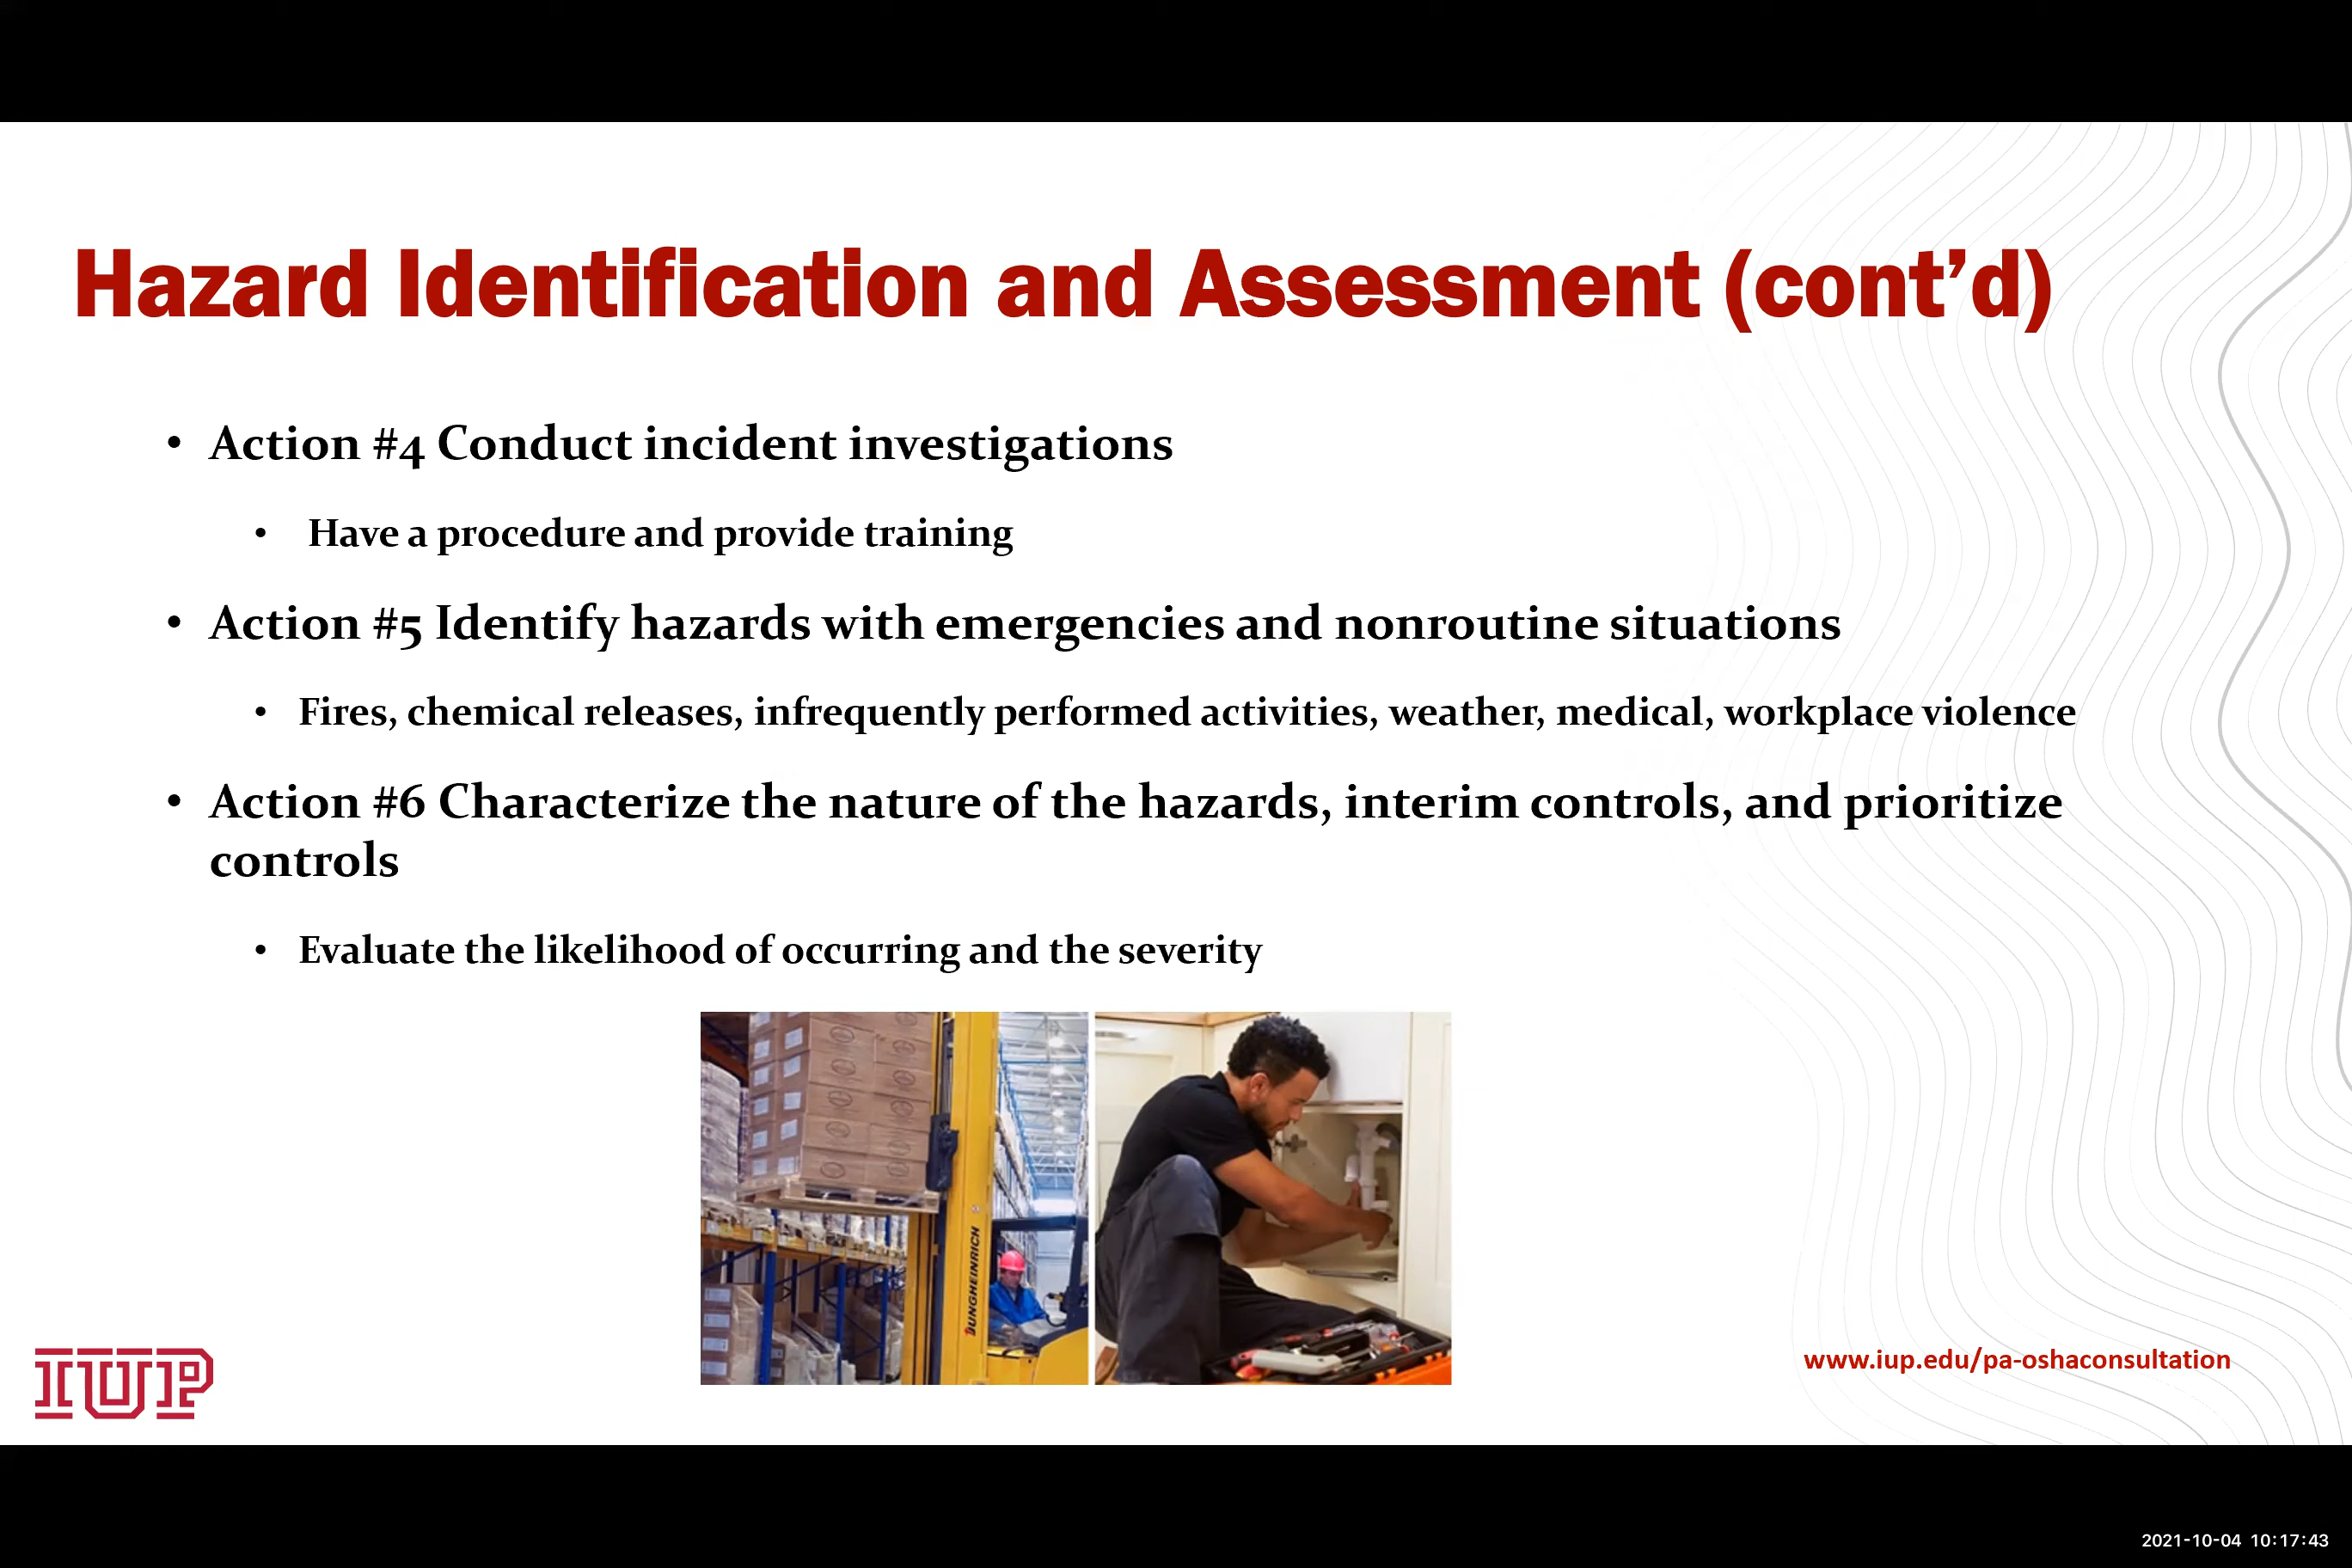 Hazard Identification and Assessment (cont’d)
• Action #4 Conduct incident investigations
• Have a procedure and provide training
• Action #5 Identify hazards with emergencies and nonroutine situations
• Fires, chemical releases, infrequently performed activities, weather, medical, workplace violence
• Action #6 Characterize the nature of the hazards, interim controls, and prioritize
controls
• Evaluate the likelihood of occurring and the severity
JUNGHEINRICH
IUP
www.iup.edu/pa-oshaconsultation
2021-10-04 10:17:43